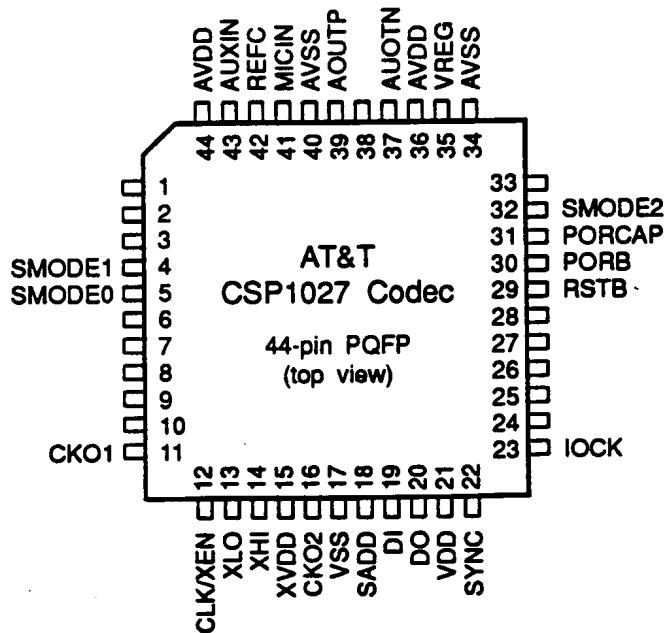 AVDD
AUXIN
REFC
MICIN
AVSS
AOUTP
AUOTN
AVDD
VREG
AVSS
44
43
42
41
40
39
38
37
36
35
34
1
2
3
SMODE1 4
SMODE0 5
6
7
8
9
10
CKO1 11
AT&T
CSP1027 Codec
44-pin PQFP
(top view)
33
32 SMODE2
31 PORCAP
30 PORB
29 RSTB
28
27
26
25
24
23 IOCK
12
13
14
15
16
17
18
19
20
21
22
CLK/XEN
XLO
XHI
XVDD
CKO2
VSS
SADD
DI
DO
VDD
SYNC